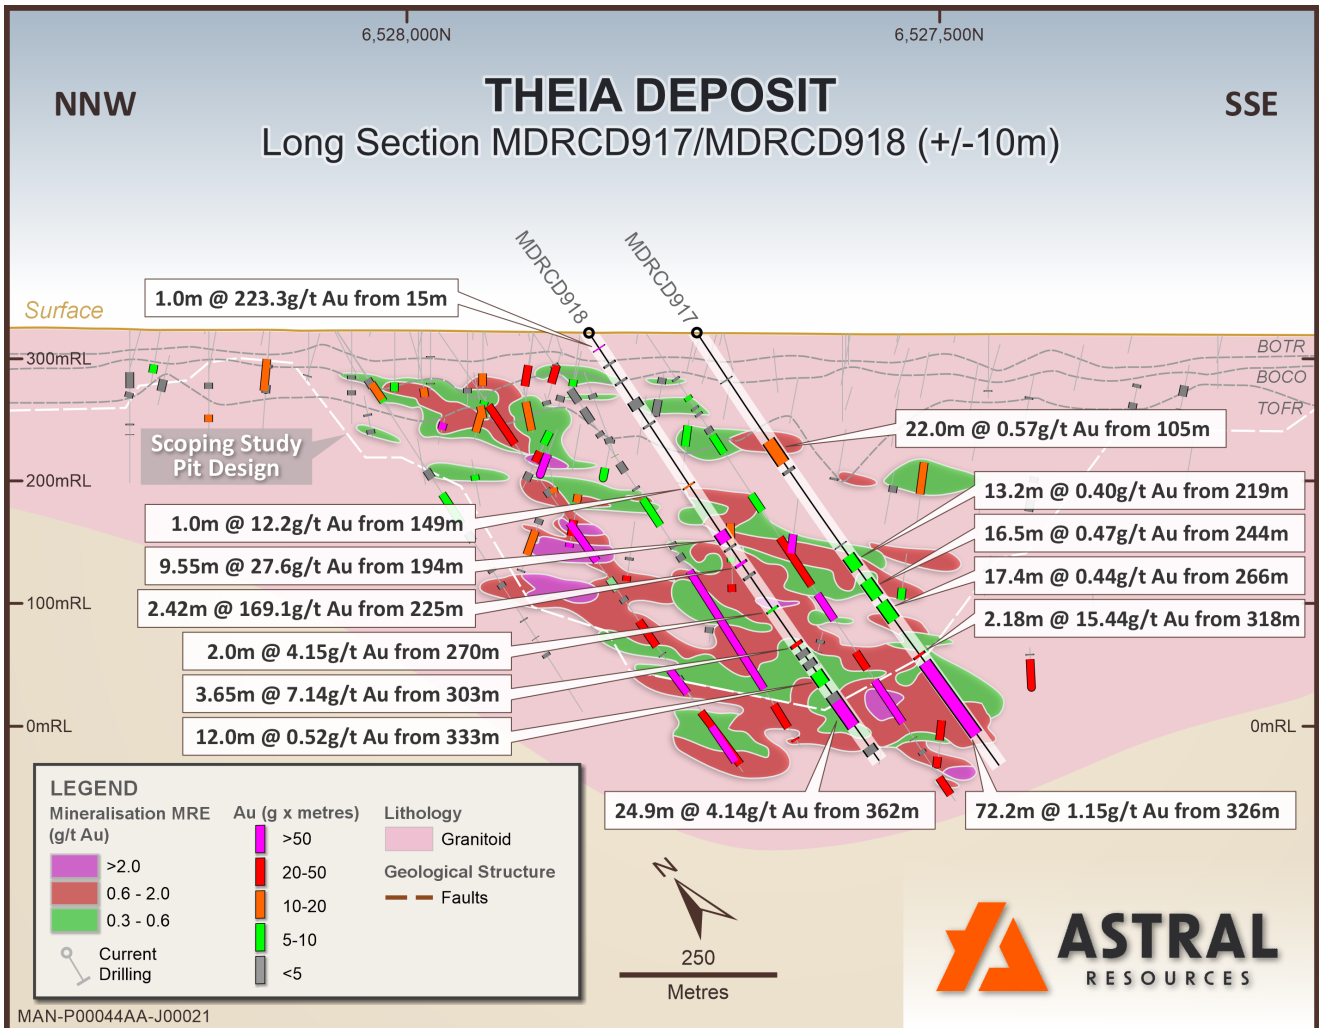 6,528,000N
6,527,500N
NNW
THEIA DEPOSIT
SSE
Long Section MDRCD917/MDRCD918 (+/-10m)
MDRCD918
MDRCD917
1.0m @ 223.3g/t Au from 15m
Surface
300mRL
BOTR
BOCO
TOFR
22.0m @ 0.57g/t Au from 105m
Scoping Study
Pit Design
200mRL
13.2m @ 0.40g/t Au from 219m
1.0m @ 12.2g/t Au from 149m
16.5m @ 0.47g/t Au from 244m
9.55m @ 27.6g/t Au from 194m
17.4m @ 0.44g/t Au from 266m
100mRL
2.42m @ 169.1g/t Au from 225m
2.18m @ 15.44g/t Au from 318m
2.0m @ 4.15g/t Au from 270m
3.65m @ 7.14g/t Au from 303m
0mRL
0mRL
12.0m @ 0.52g/t Au from 333m
24.9m @ 4.14g/t Au from 362m
72.2m @ 1.15g/t Au from 326m
LEGEND
Mineralisation MRE
(g/t Au)
>2.0
0.6 - 2.0
0.3 - 0.6
Current
Drilling
Au (g x metres)
>50
20-50
10-20
5-10
<5
Lithology
Granitoid
Geological Structure
Faults
N
250
Metres
ASTRAL
RESOURCES
MAN-P00044AA-J00021